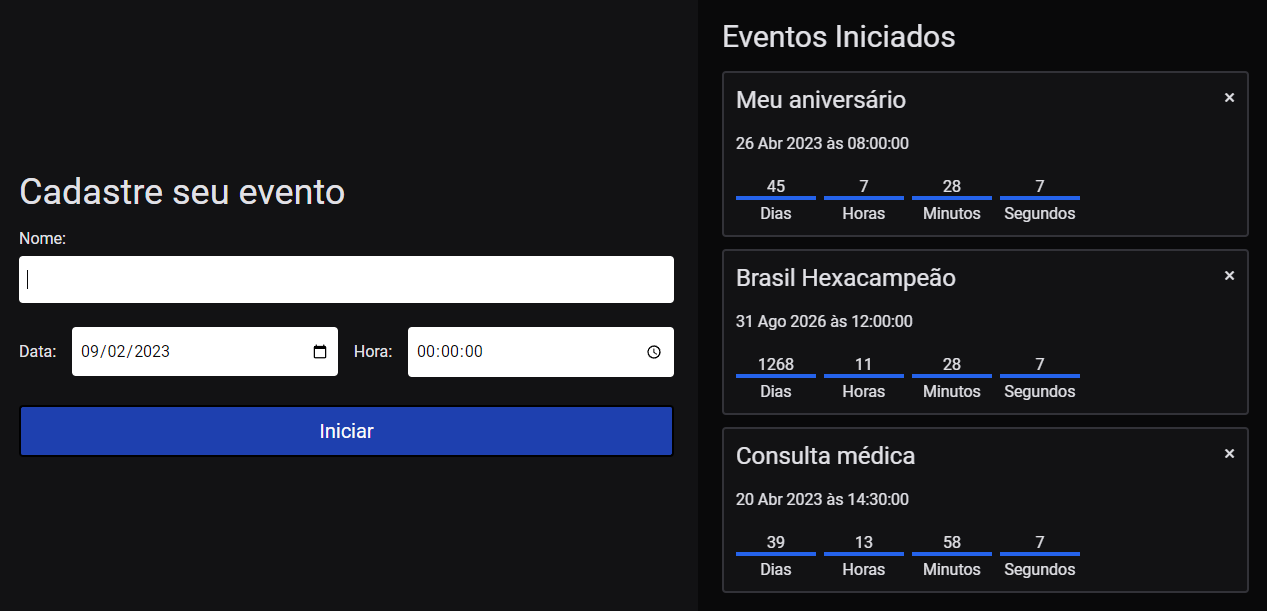 Cadastre seu evento
Nome:
Data: 09/02/2023 Hora: 00:00:00
Iniciar
Eventos Iniciados
Meu aniversário ×
26 Abr 2023 às 08:00:00
45 7 28 7
Dias Horas Minutos Segundos
Brasil Hexacampeão ×
31 Ago 2026 às 12:00:00
1268 11 28 7
Dias Horas Minutos Segundos
Consulta médica ×
20 Abr 2023 às 14:30:00
39 13 58 7
Dias Horas Minutos Segundos